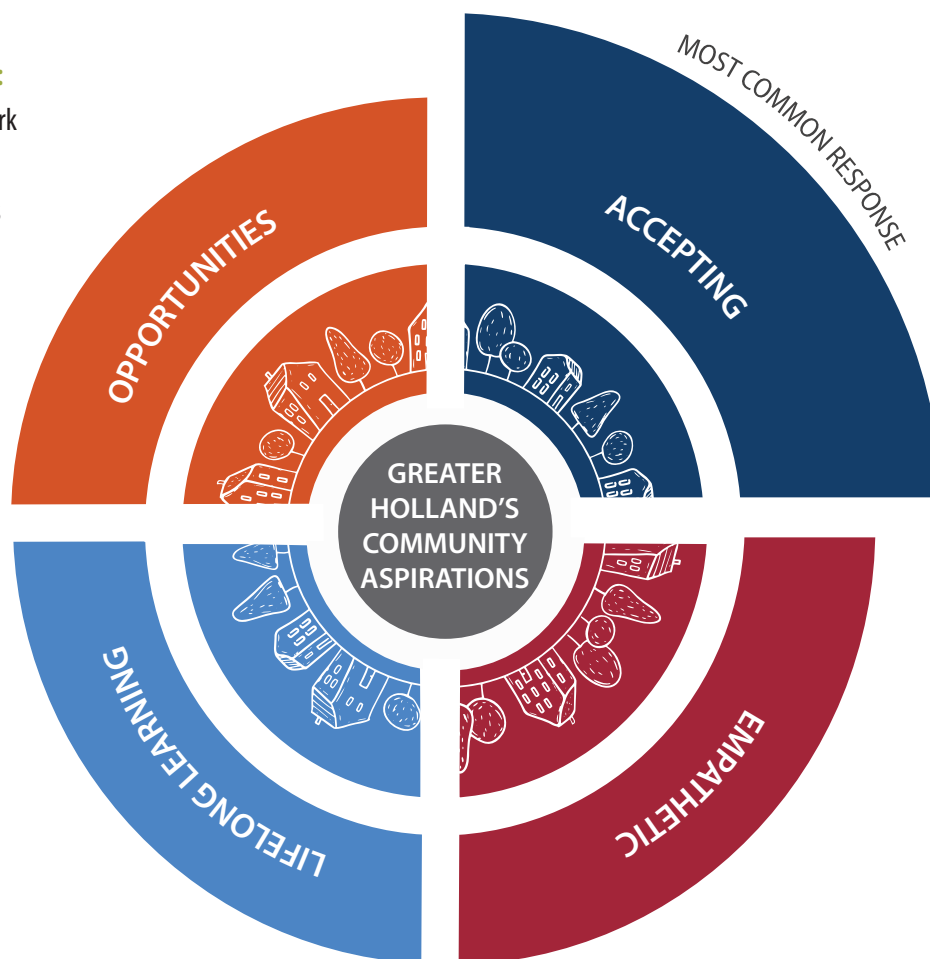 MOST COMMON RESPONSE
OPPORTUNITIES
ACCEPTING
GREATER
HOLLAND'S
COMMUNITY
ASPIRATIONS
LIFELONG LEARNING
EMPATHETIC